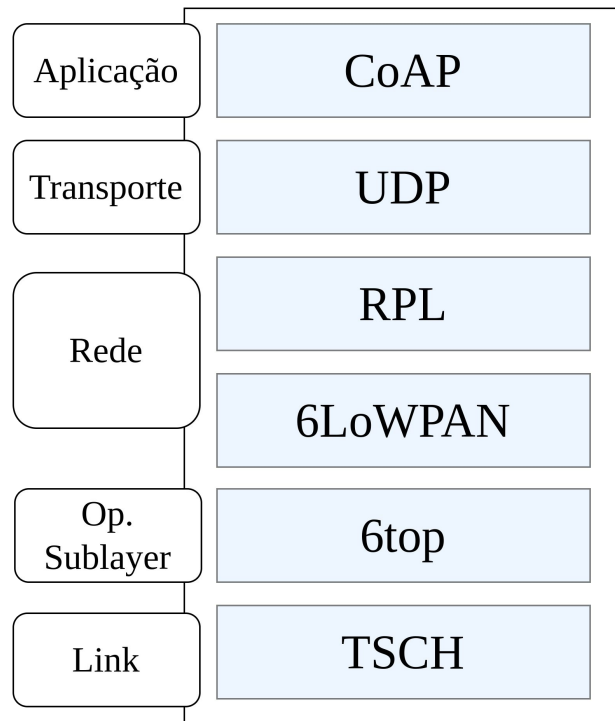 Aplicação
CoAP
Transporte
UDP
Rede
RPL
6LoWPAN
Op.
Sublayer
6top
Link
TSCH